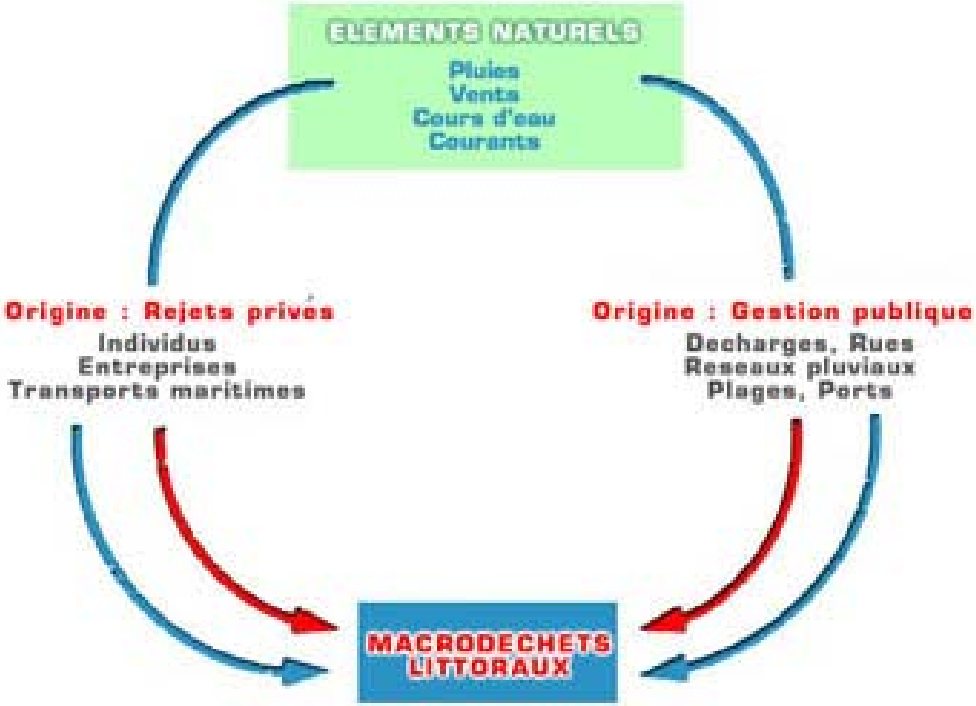 ELEMENTS NATURELS
Pluies
Vents
Cours d'eau
Courants
Origine : Rejets privés
Individus
Entreprises
Transports maritimes
Origine : Gestion publique
Decharges, Rues
Reseaux pluviaux
Plages, Ports
MACRODECHETS
LITTORAUX